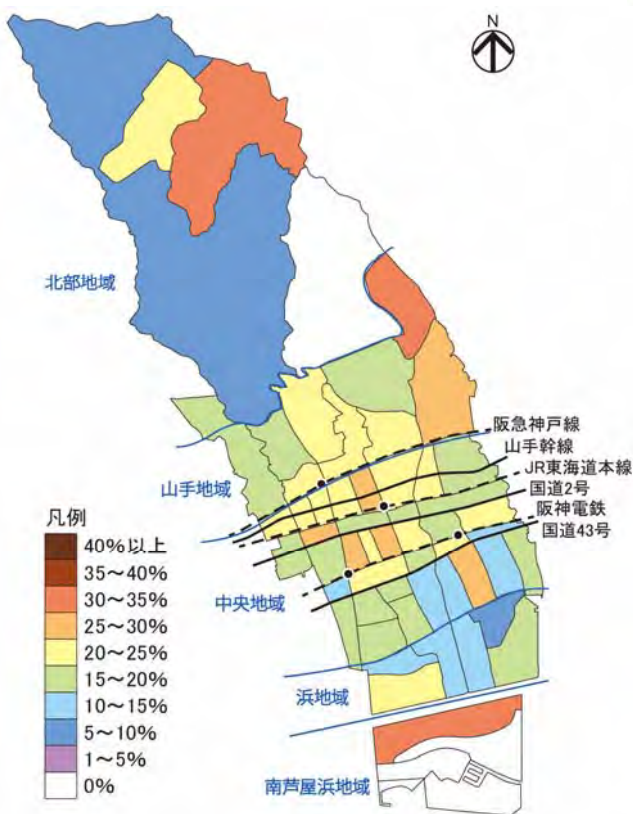 N
北部地域
阪急神戸線
山手幹線
JR東海道本線
国道2号
阪神電鉄
国道43号
山手地域
中央地域
浜地域
南芦屋浜地域
凡例
40%以上
35~40%
30~35%
25~30%
20~25%
15~20%
10~15%
5~10%
1~5%
0%